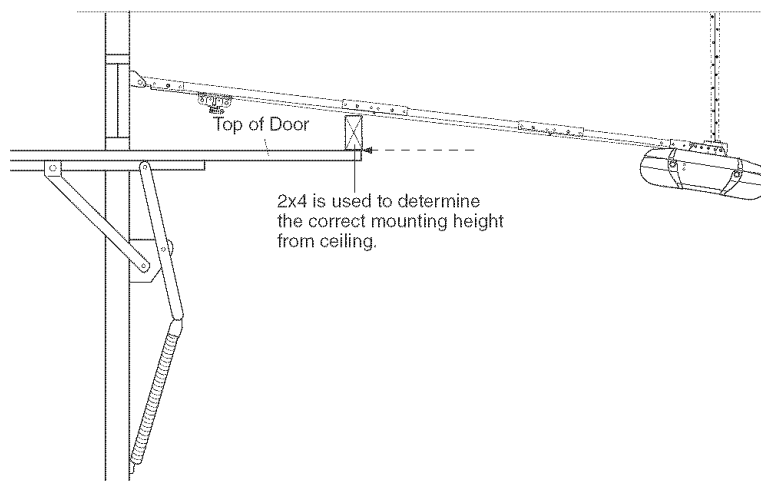 Top of Door
2x4 is used to determine
the correct mounting height
from ceiling.